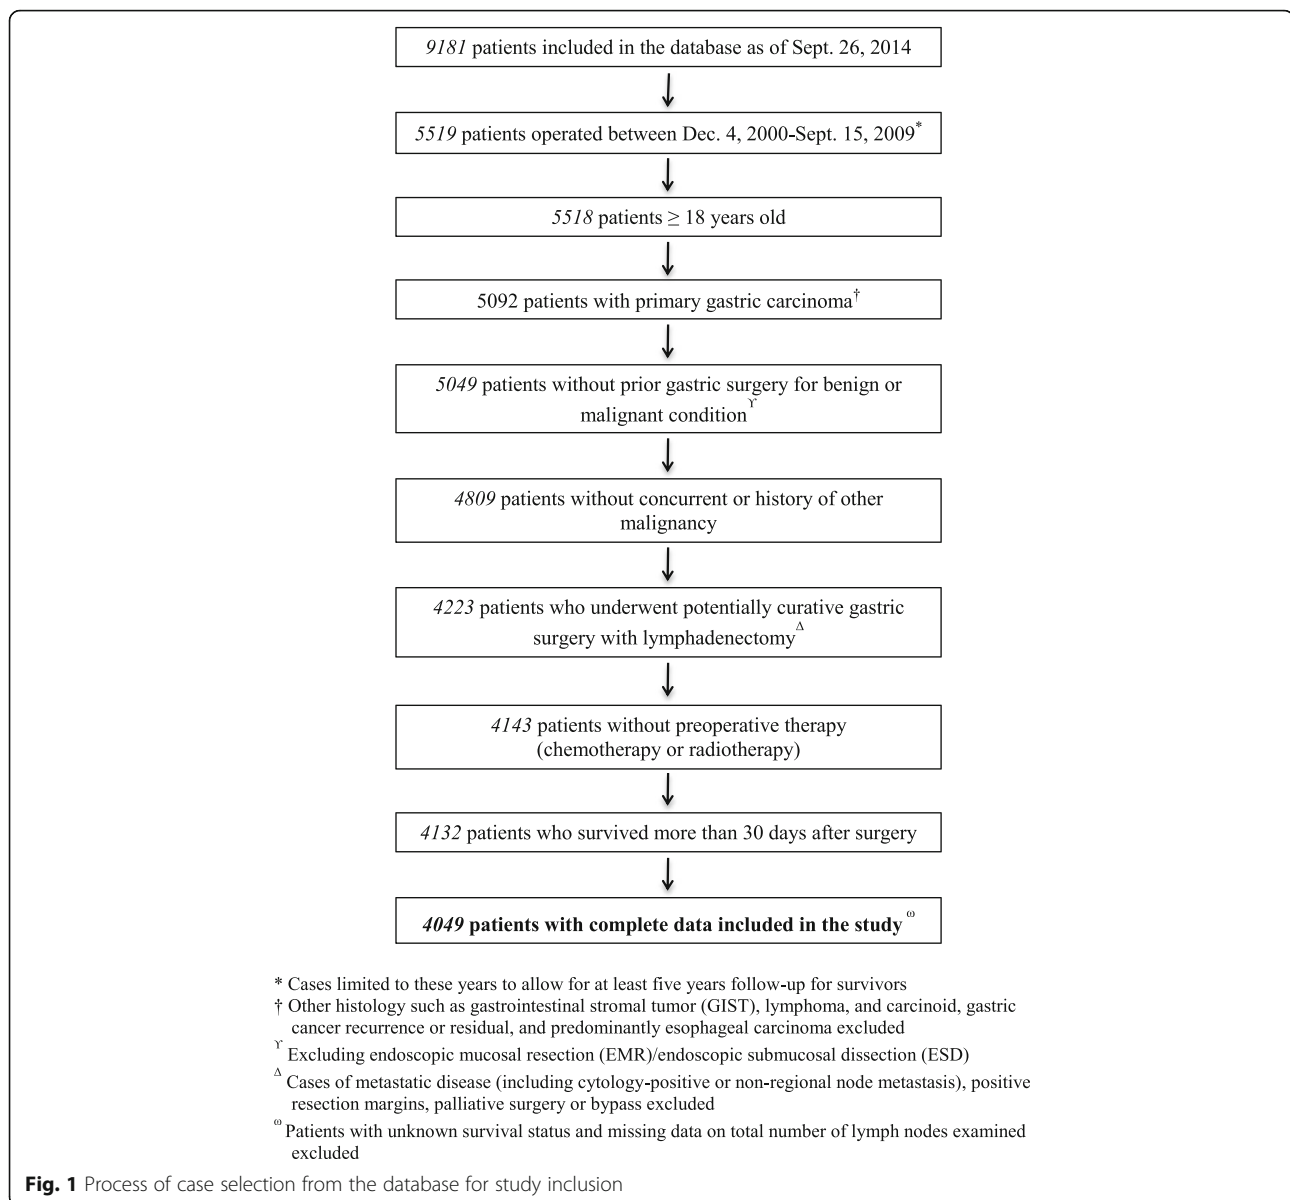 9181 patients included in the database as of Sept. 26, 2014
5519 patients operated between Dec. 4, 2000-Sept. 15, 2009*
5518 patients ≥ 18 years old
5092 patients with primary gastric carcinoma†
5049 patients without prior gastric surgery for benign or
malignant condition^ϒ
4809 patients without concurrent or history of other
malignancy
4223 patients who underwent potentially curative gastric
surgery with lymphadenectomy^Δ
4143 patients without preoperative therapy
(chemotherapy or radiotherapy)
4132 patients who survived more than 30 days after surgery
4049 patients with complete data included in the study ^ω
* Cases limited to these years to allow for at least five years follow-up for survivors
† Other histology such as gastrointestinal stromal tumor (GIST), lymphoma, and carcinoid, gastric
cancer recurrence or residual, and predominantly esophageal carcinoma excluded
^ϒ Excluding endoscopic mucosal resection (EMR)/endoscopic submucosal dissection (ESD)
^Δ Cases of metastatic disease (including cytology-positive or non-regional node metastasis), positive
resection margins, palliative surgery or bypass excluded
^ω Patients with unknown survival status and missing data on total number of lymph nodes examined
excluded
Fig. 1 Process of case selection from the database for study inclusion